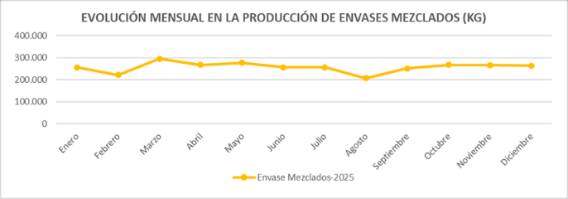 EVOLUCIÓN MENSUAL EN LA PRODUCCIÓN DE ENVASES MEZCLADOS (KG)
400.000
300.000
200.000
100.000
0
Enero
Febrero
Marzo
Abril
Mayo
Junio
Julio
Agosto
Septiembre
Octubre
Noviembre
Diciembre
Envase Mezclados-2025